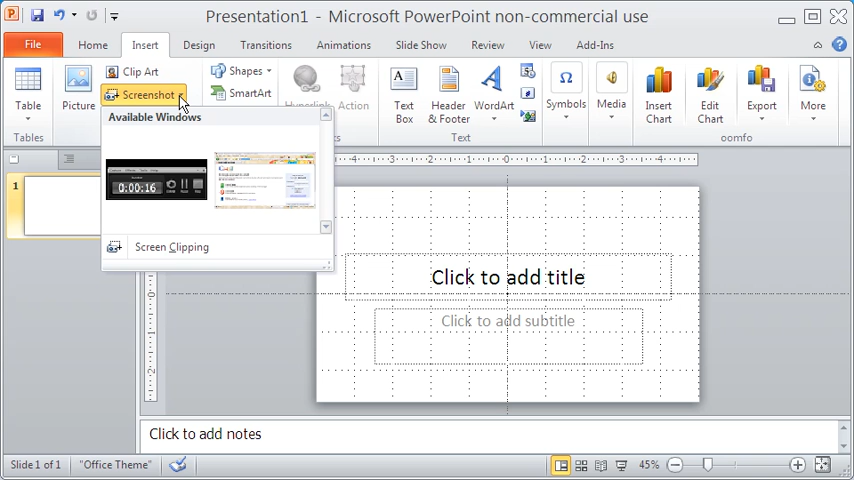 Presentation1 - Microsoft PowerPoint non-commercial use
File Home Insert Design Transitions Animations Slide Show Review View Add-Ins
Table
Picture
Clip Art
Screenshot
Shapes
SmartArt
Hyperlink
Action
Text Box
Header & Footer
WordArt
Symbols
Media
Insert Chart
Edit Chart
Export
More
Tables
Text
oomfo
Available Windows
0:00:16
Screen Clipping
1
Click to add title
Click to add subtitle
Click to add notes
Slide 1 of 1 "Office Theme" 45%